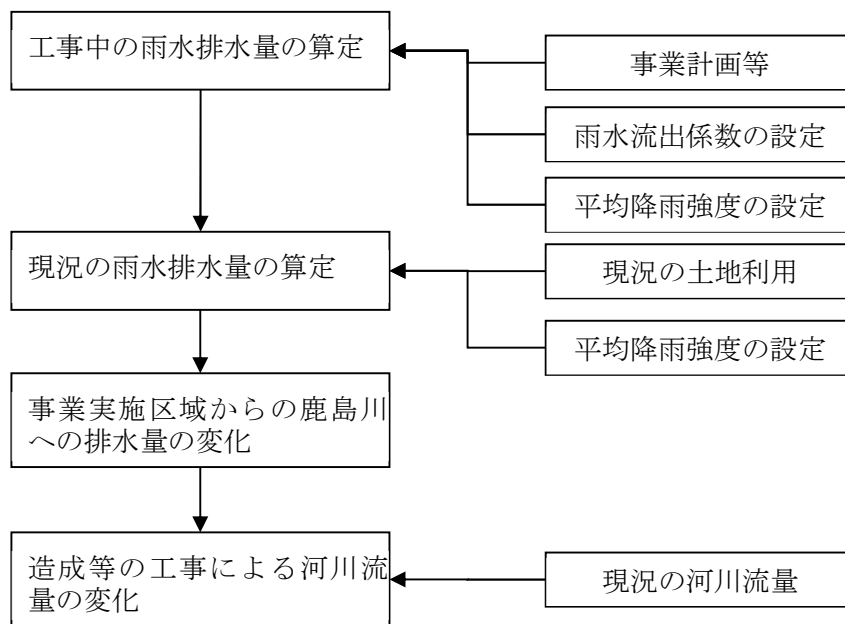 工事中の雨水排水量の算定
事業計画等
雨水流出係数の設定
平均降雨強度の設定
現況の雨水排水量の算定
現況の土地利用
平均降雨強度の設定
事業実施区域からの鹿島川
への排水量の変化
造成等の工事による河川流
量の変化
現況の河川流量